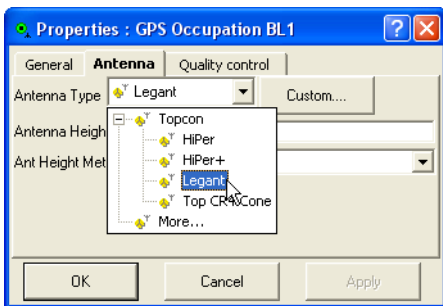 Properties : GPS Occupation BL1
General Antenna Quality control
Antenna Type Legant Custom....
Topcon
Antenna Heigh HiPer
HiPer+
Ant Height Met Legant
Top CR4 Cone
More...
OK Cancel Apply